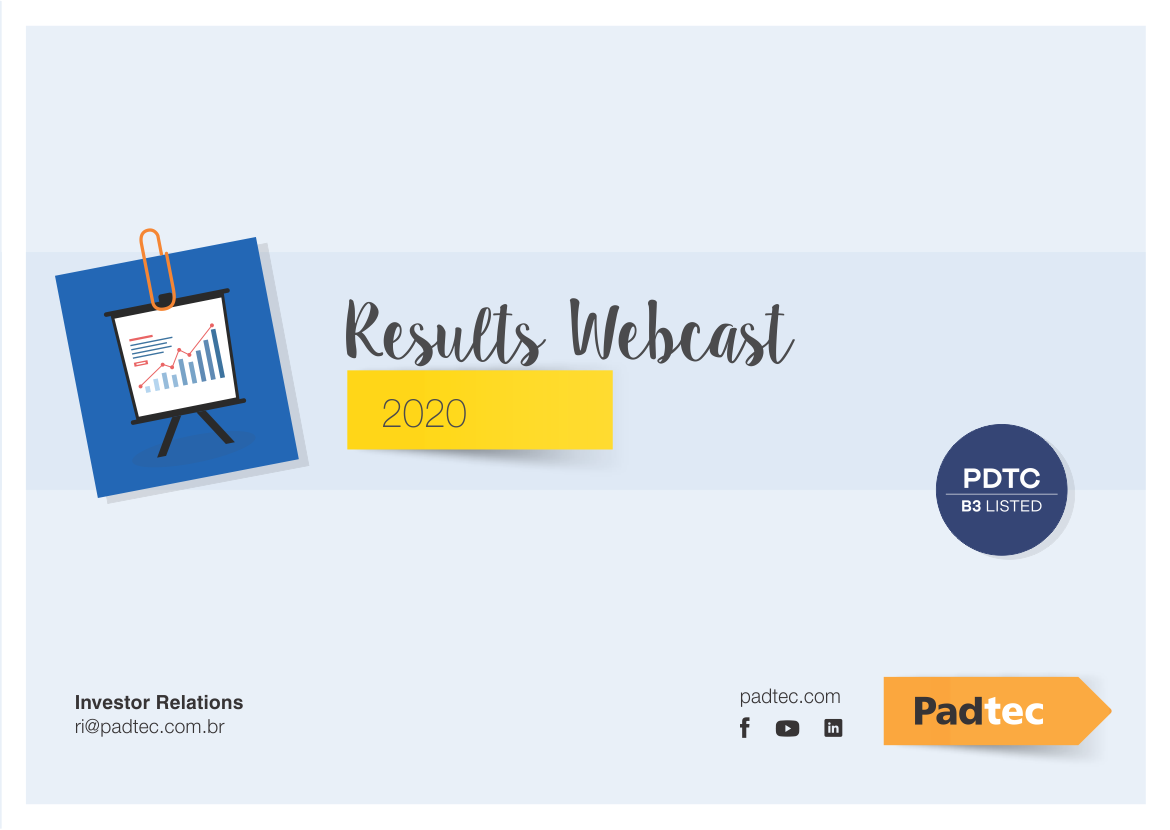 Results Webcast
2020
PDTC
B3 LISTED
Investor Relations
ri@padtec.com.br
padtec.com
Padtec